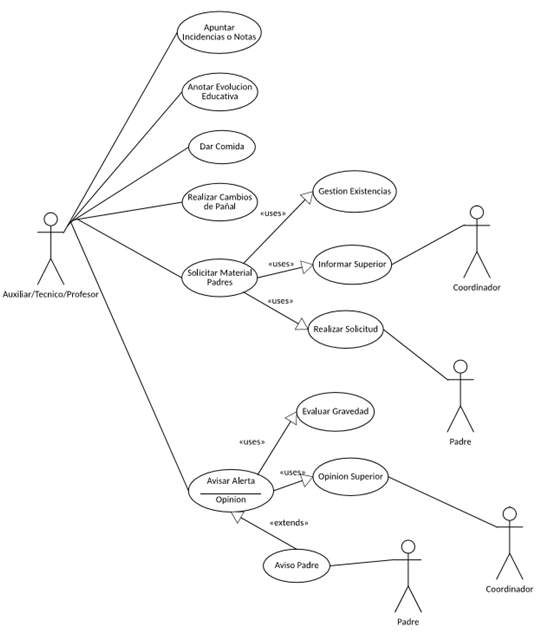 Apuntar
Incidencias o Notas
Anotar Evolucion
Educativa
Dar Comida
Realizar Cambios
de Pañal
Gestion Existencias
«uses»
Auxiliar/Tecnico/Profesor
Solicitar Material
Padres
«uses»
Informar Superior
Coordinador
«uses»
Realizar Solicitud
Padre
Evaluar Gravedad
«uses»
Avisar Alerta
Opinion
«uses»
Opinion Superior
«extends»
Aviso Padre
Coordinador
Padre